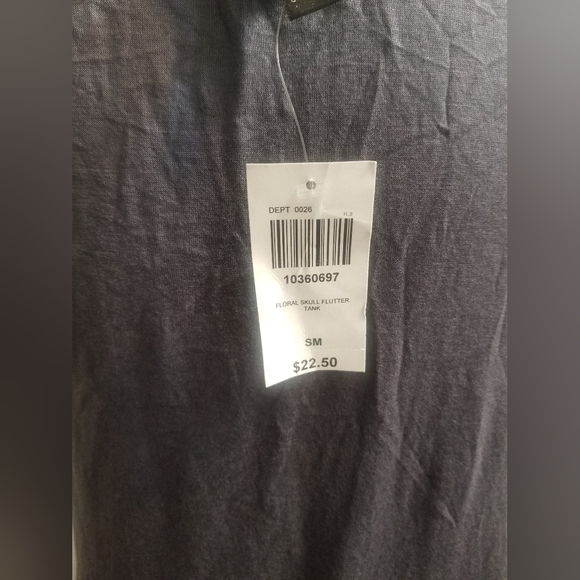 DEPT 0026
10360697
FLORAL SKULL FLUTTER
TANK
SM
$22.50